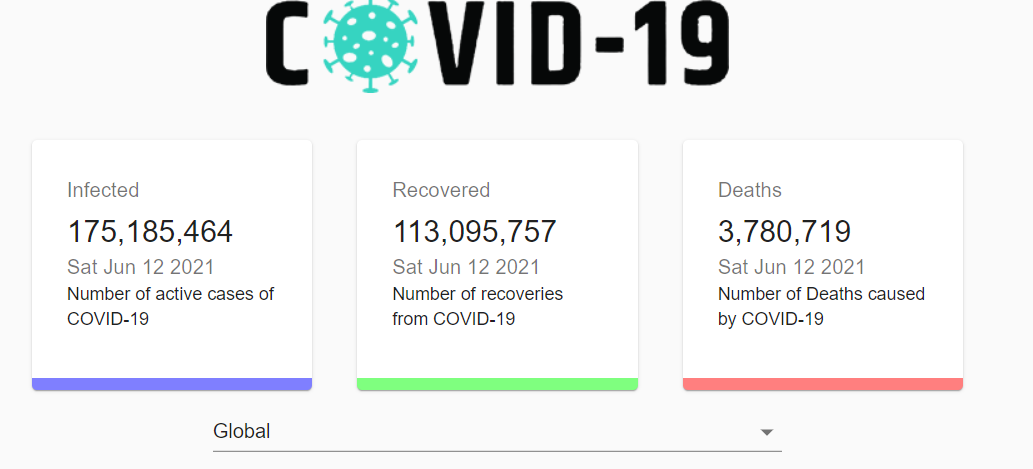 COVID-19
Infected
175,185,464
Sat Jun 12 2021
Number of active cases of
COVID-19
Recovered
113,095,757
Sat Jun 12 2021
Number of recoveries
from COVID-19
Deaths
3,780,719
Sat Jun 12 2021
Number of Deaths caused
by COVID-19
Global